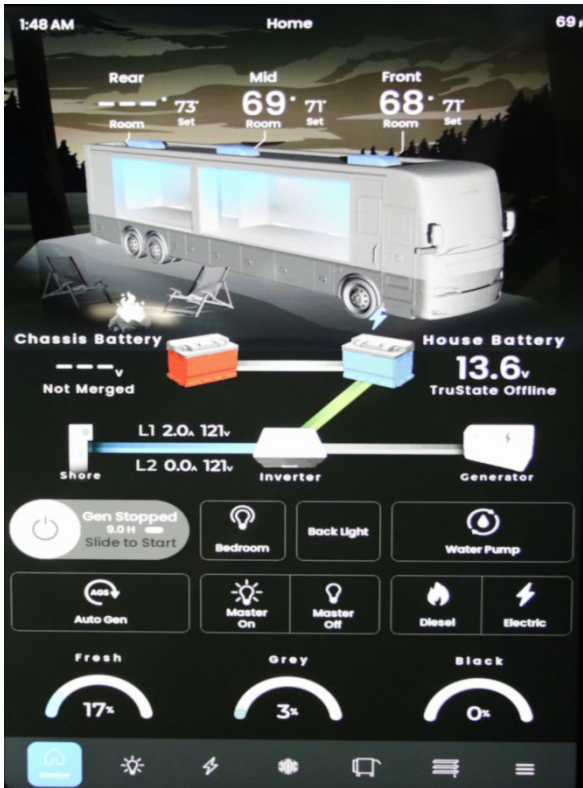 1:48 AM Home 69
Rear Mid Front
---° 73° 69° 71° 68° 71°
Room Set Room Set Room Set
Chassis Battery House Battery
---v 13.6v
Not Merged TruState Offline
L1 2.0A 121v
L2 0.0A 121v
Shore Inverter Generator
Gen Stopped
9.0 H
Slide to Start
Bedroom
Back Light
Water Pump
AGS
Auto Gen
Master On
Master Off
Diesel
Electric
Fresh Grey Black
17% 3% 0%
Home